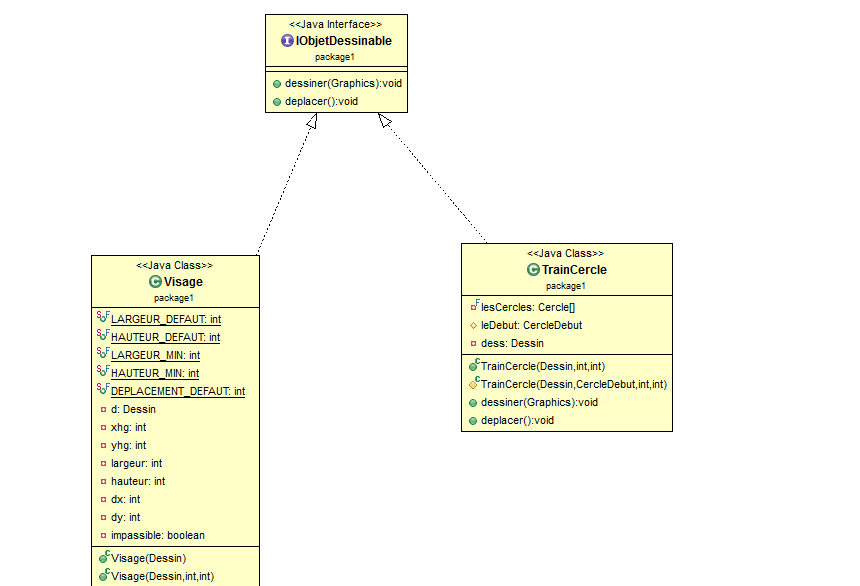 <<Java Interface>>
IObjetDessinable
package1
dessiner(Graphics):void
deplacer():void
<<Java Class>>
Visage
package1
LARGEUR_DEFAUT: int
HAUTEUR_DEFAUT: int
LARGEUR_MIN: int
HAUTEUR_MIN: int
DEPLACEMENT_DEFAUT: int
d: Dessin
xhg: int
yhg: int
largeur: int
hauteur: int
dx: int
dy: int
impassible: boolean
Visage(Dessin)
Visage(Dessin,int,int)
<<Java Class>>
TrainCercle
package1
lesCercles: Cercle[]
leDebut: CercleDebut
dess: Dessin
TrainCercle(Dessin,int,int)
TrainCercle(Dessin,CercleDebut,int,int)
dessiner(Graphics):void
deplacer():void